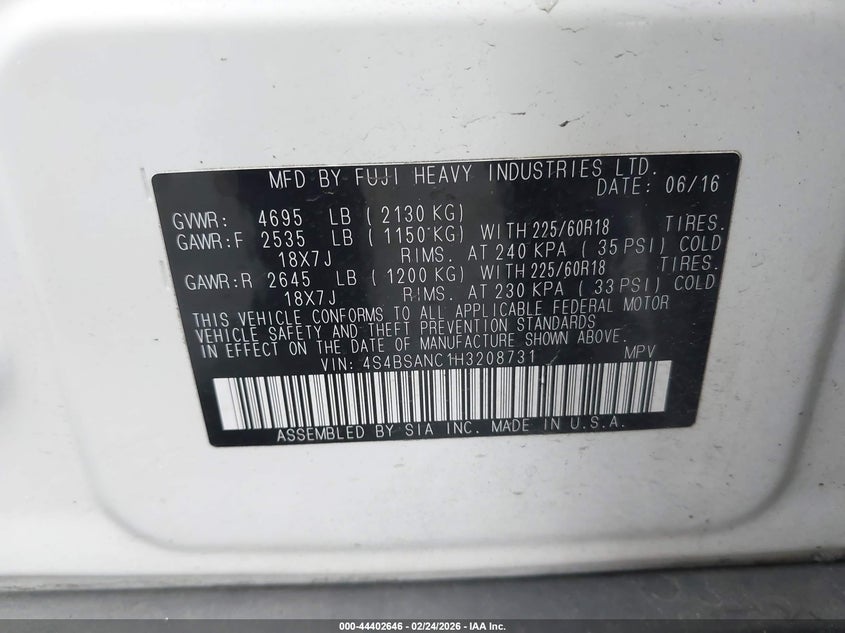 MFD BY FUJI HEAVY INDUSTRIES LTD.
DATE: 06/16
GVWR: 4695 LB (2130 KG)
GAWR:F 2535 LB (1150 KG) WITH 225/60R18 TIRES.
18X7J RIMS. AT 240 KPA (35 PSI) COLD
GAWR:R 2645 LB (1200 KG) WITH 225/60R18 TIRES.
18X7J RIMS. AT 230 KPA (33 PSI) COLD
THIS VEHICLE CONFORMS TO ALL APPLICABLE FEDERAL MOTOR
VEHICLE SAFETY AND THEFT PREVENTION STANDARDS
IN EFFECT ON THE DATE OF MANUFACTURE SHOWN ABOVE.
VIN: 4S4BSANC1H3208731 MPV
ASSEMBLED BY SIA INC. MADE IN U.S.A.
000-44402646 - 02/24/2026 - IAA Inc.